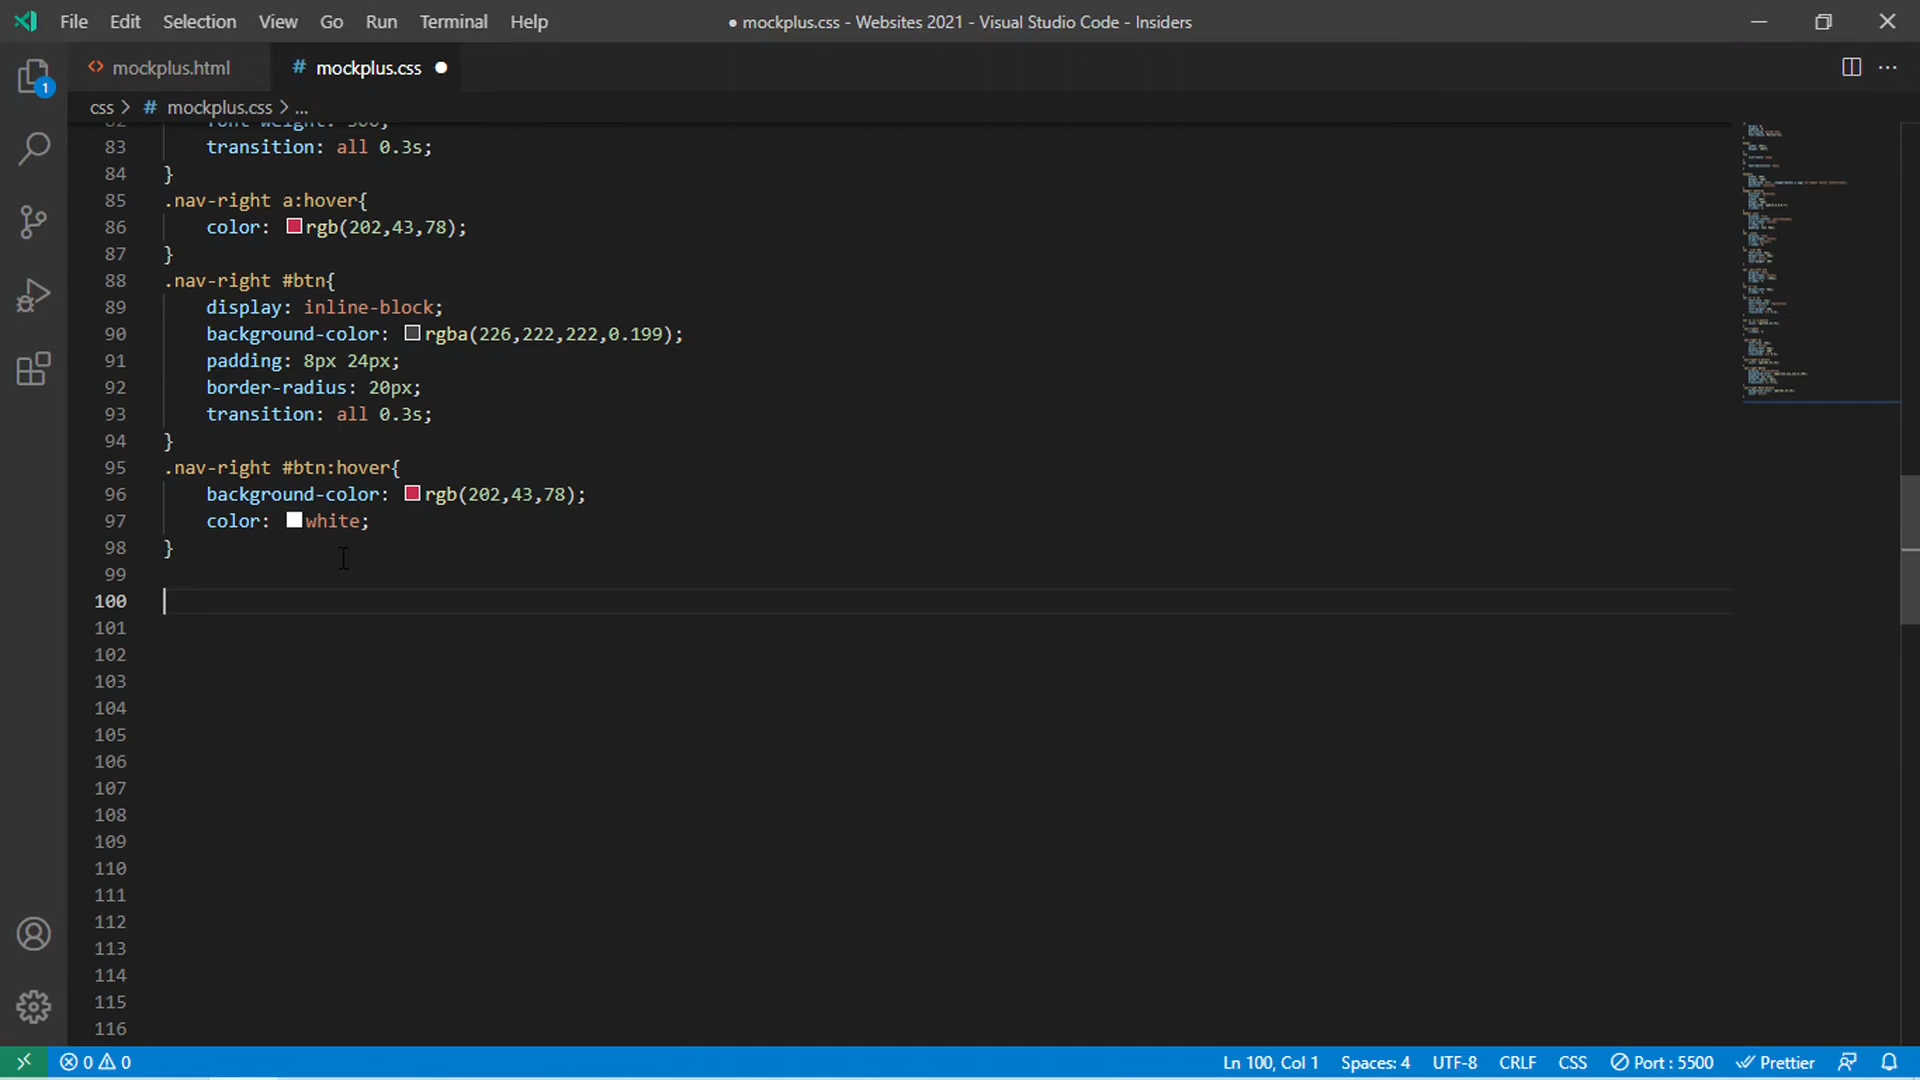 File Edit Selection View Go Run Terminal Help
● mockplus.css - Websites 2021 - Visual Studio Code - Insiders
<> mockplus.html
# mockplus.css ●
css > # mockplus.css > ...
1
83 transition: all 0.3s;
84 }
85 .nav-right a:hover{
86 color: rgb(202,43,78);
87 }
88 .nav-right #btn{
89 display: inline-block;
90 background-color: rgba(226,222,222,0.199);
91 padding: 8px 24px;
92 border-radius: 20px;
93 transition: all 0.3s;
94 }
95 .nav-right #btn:hover{
96 background-color: rgb(202,43,78);
97 color: white;
98 }
99
100
101
102
103
104
105
106
107
108
109
110
111
112
113
114
115
116
0 0 Ln 100, Col 1 Spaces: 4 UTF-8 CRLF CSS Port : 5500 Prettier